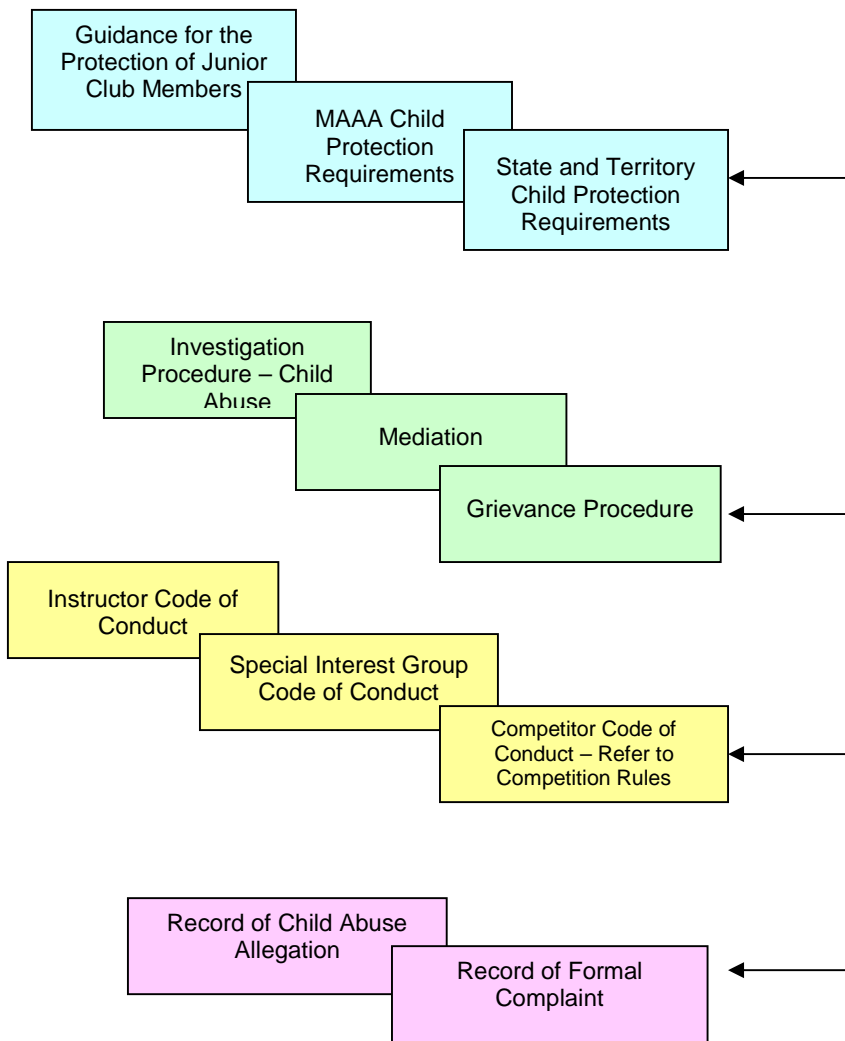 Guidance for the
Protection of Junior
Club Members
MAAA Child
Protection
Requirements
State and Territory
Child Protection
Requirements
Investigation
Procedure – Child
Abuse
Mediation
Grievance Procedure
Instructor Code of
Conduct
Special Interest Group
Code of Conduct
Competitor Code of
Conduct – Refer to
Competition Rules
Record of Child Abuse
Allegation
Record of Formal
Complaint